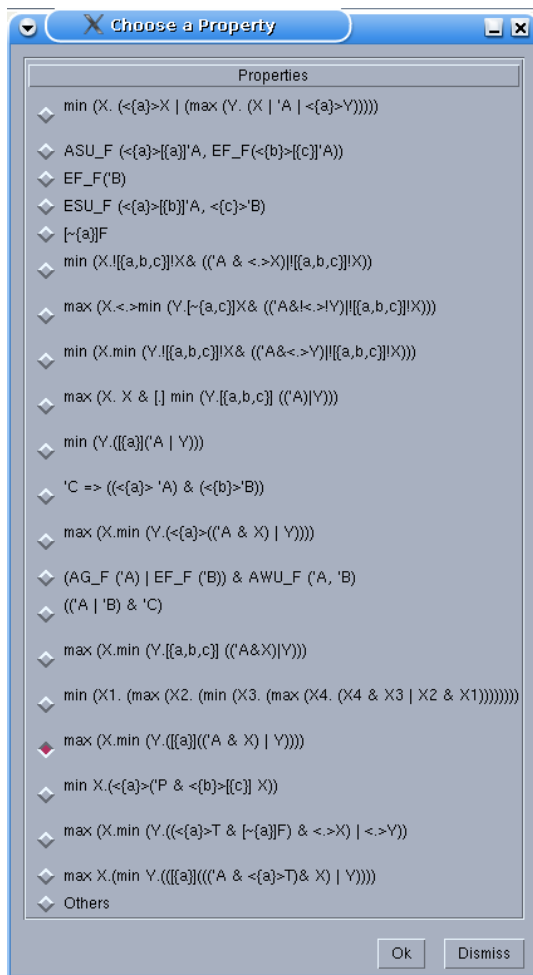 Choose a Property
Properties
min (X. (<{a}>X | (max (Y. (X | 'A | <{a}>Y)))))
ASU_F (<{a}>[{a}]'A, EF_F(<{b}>[{c}]'A))
EF_F('B)
ESU_F (<{a}>[{b}]'A, <{c}>'B)
[~{a}]F
min (X.![{a,b,c}]!X& (('A & <.>X)|![{a,b,c}]!X))
max (X.<.>min (Y.[~{a,c}]X& (('A&!<.>!Y)|![{a,b,c}]!X)))
min (X.min (Y.![{a,b,c}]!X& (('A&<.>Y)|![{a,b,c}]!X)))
max (X. X & [.] min (Y.[{a,b,c}] (('A)|Y)))
min (Y.([{a}]('A | Y)))
'C => ((<{a}> 'A) & (<{b}>'B))
max (X.min (Y.(<{a}>(('A & X) | Y))))
(AG_F ('A) | EF_F ('B)) & AWU_F ('A, 'B)
(('A | 'B) & 'C)
max (X.min (Y.[{a,b,c}] (('A&X)|Y)))
min (X1. (max (X2. (min (X3. (max (X4. (X4 & X3 | X2 & X1))))))))
max (X.min (Y.([{a}](('A & X) | Y))))
min X.(<{a}>('P & <{b}>[{c}] X))
max (X.min (Y.((<{a}>T & [~{a}]F) & <.>X) | <.>Y))
max X.(min Y.(([{a}]((('A & <{a}>T)& X) | Y))))
Others
Ok
Dismiss